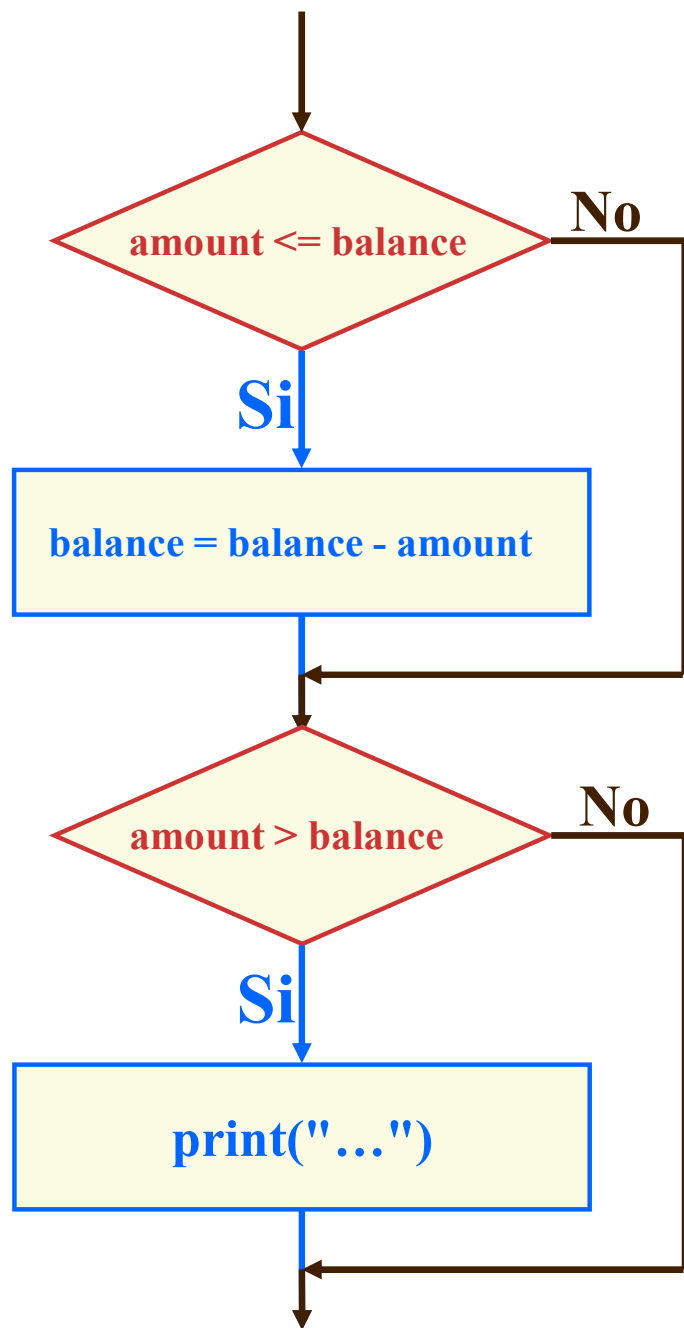 No
amount <= balance
Si
balance = balance - amount
No
amount > balance
Si
print("…")